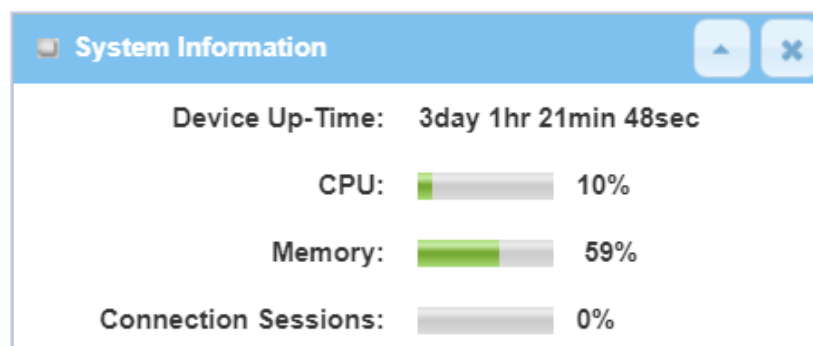 System Information
Device Up-Time: 3day 1hr 21min 48sec
CPU: 10%
Memory: 59%
Connection Sessions: 0%